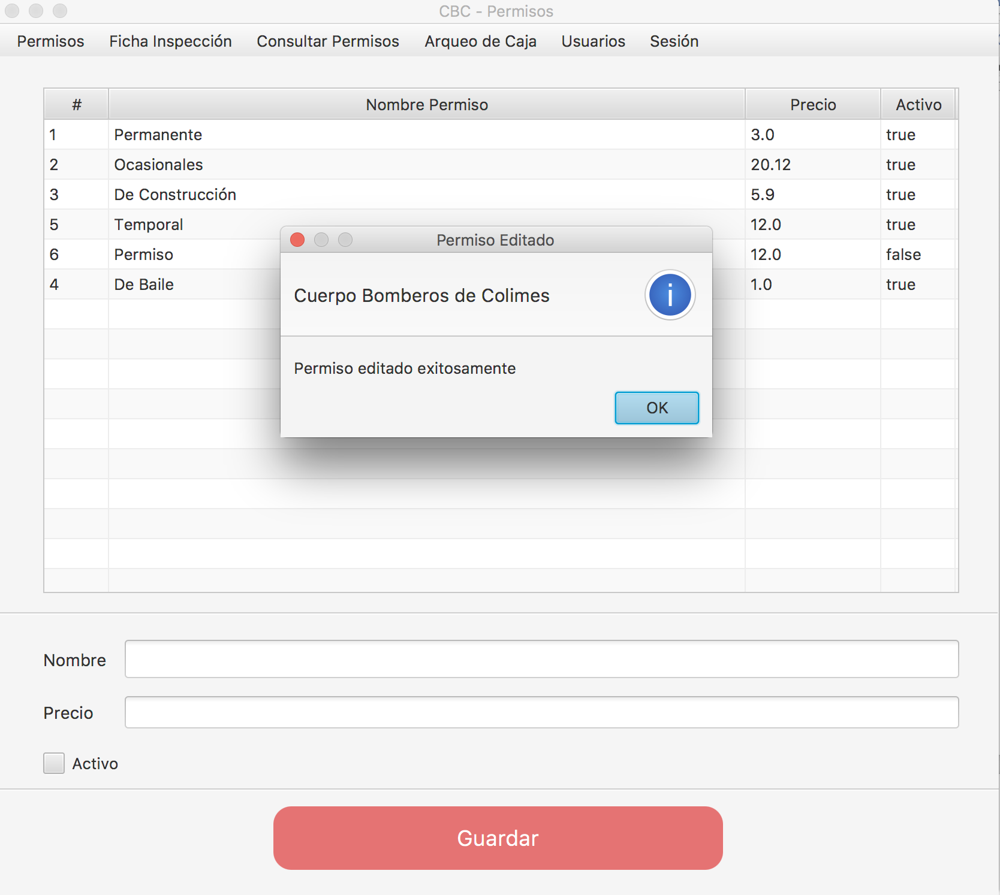 CBC - Permisos
Permisos Ficha Inspección Consultar Permisos Arqueo de Caja Usuarios Sesión
# Nombre Permiso Precio Activo
1 Permanente 3.0 true
2 Ocasionales 20.12 true
3 De Construcción 5.9 true
5 Temporal 12.0 true
6 Permiso 12.0 false
4 De Baile 1.0 true
Permiso Editado
Cuerpo Bomberos de Colimes
i
Permiso editado exitosamente
OK
Nombre
Precio
Activo
Guardar